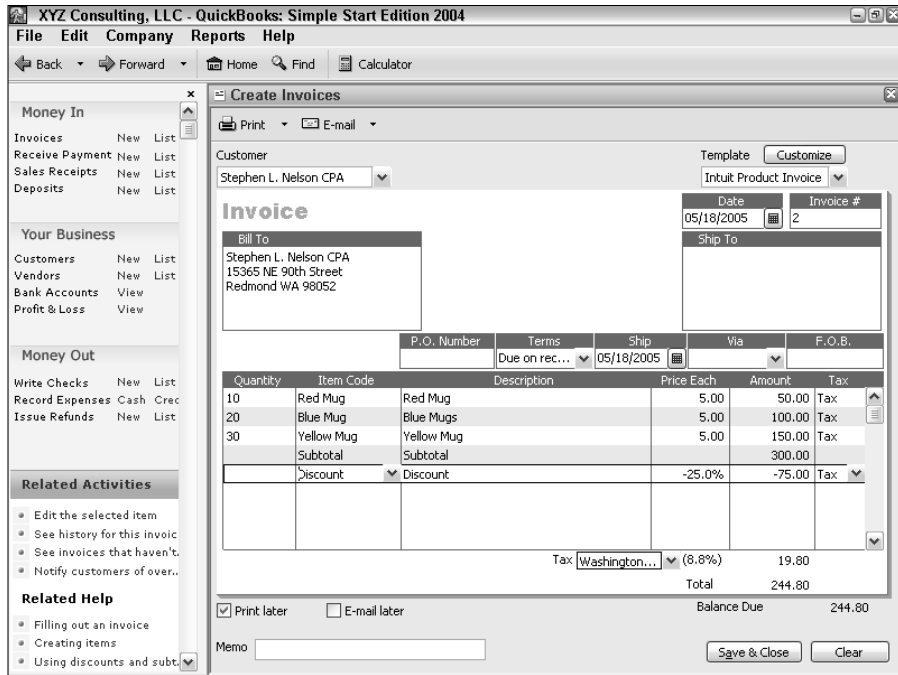 XYZ Consulting, LLC - QuickBooks: Simple Start Edition 2004
File Edit Company Reports Help
Back Forward Home Find Calculator
Money In
Invoices New List
Receive Payment New List
Sales Receipts New List
Deposits New List
Your Business
Customers New List
Vendors New List
Bank Accounts View
Profit & Loss View
Money Out
Write Checks New List
Record Expenses Cash Crec
Issue Refunds New List
Related Activities
Edit the selected item
See history for this invoic
See invoices that haven't.
Notify customers of over..
Related Help
Filling out an invoice
Creating items
Using discounts and subt.
Create Invoices
Print E-mail
Customer
Stephen L. Nelson CPA
Template Customize
Intuit Product Invoice
Invoice
Date Invoice #
05/18/2005 2
Bill To
Stephen L. Nelson CPA
15365 NE 90th Street
Redmond WA 98052
Ship To
P.O. Number Terms Ship Via F.O.B.
Due on rec... 05/18/2005
Quantity Item Code Description Price Each Amount Tax
10 Red Mug Red Mug 5.00 50.00 Tax
20 Blue Mug Blue Mugs 5.00 100.00 Tax
30 Yellow Mug Yellow Mug 5.00 150.00 Tax
Subtotal Subtotal 300.00
Discount Discount -25.0% -75.00 Tax
Tax Washington... (8.8%) 19.80
Total 244.80
Print later E-mail later Balance Due 244.80
Memo Save & Close Clear